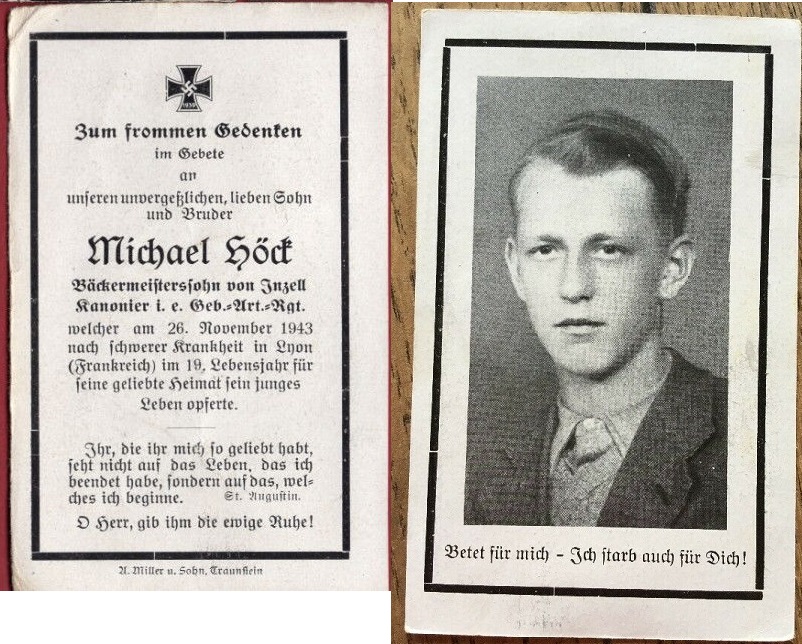 1939
Zum frommen Gedenken
im Gebete
an
unseren unvergeßlichen, lieben Sohn
und Bruder
Michael Höck
Bäckermeisterssohn von Inzell
Kanonier i. e. Geb.-Art.-Rgt.
welcher am 26. November 1943
nach schwerer Krankheit in Lyon
(Frankreich) im 19. Lebensjahr für
seine geliebte Heimat sein junges
Leben opferte.
Ihr, die ihr mich so geliebt habt,
seht nicht auf das Leben, das ich
beendet habe, sondern auf das, wel-
ches ich beginne. St. Augustin.
O Herr, gib ihm die ewige Ruhe!
A. Miller u. Sohn, Traunstein
Betet für mich - Ich starb auch für Dich!